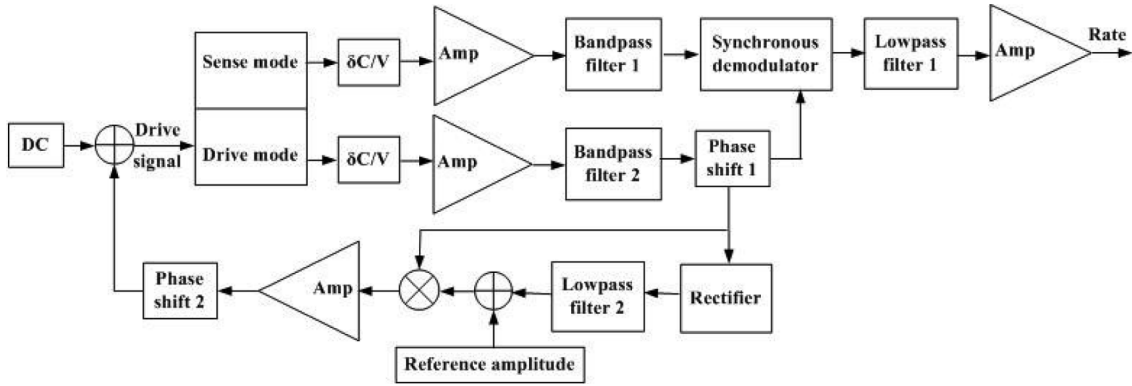 Sense mode
δC/V
Amp
Bandpass
filter 1
Synchronous
demodulator
Lowpass
filter 1
Amp
Rate
DC
Drive
signal
Drive mode
δC/V
Amp
Bandpass
filter 2
Phase
shift 1
Phase
shift 2
Amp
Lowpass
filter 2
Rectifier
Reference amplitude